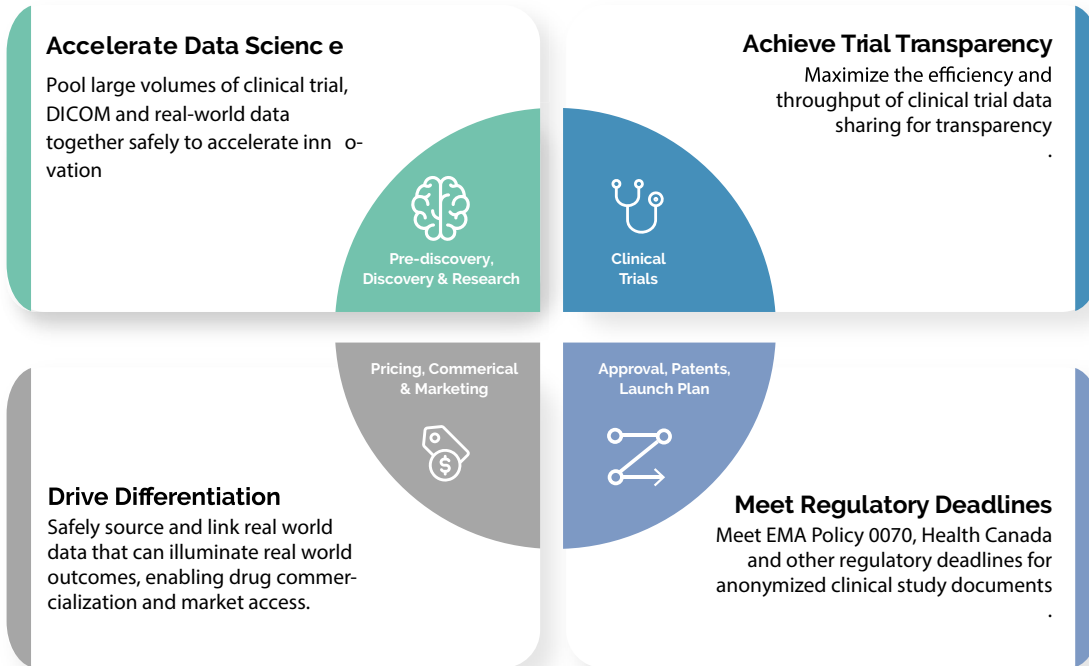 Accelerate Data Scienc e
Pool large volumes of clinical trial,
DICOM and real-world data
together safely to accelerate inn o-
vation
Pre-discovery,
Discovery & Research
Achieve Trial Transparency
Maximize the efficiency and
throughput of clinical trial data
sharing for transparency
.
Clinical
Trials
Pricing, Commerical
& Marketing
$
Drive Differentiation
Safely source and link real world
data that can illuminate real world
outcomes, enabling drug commer-
cialization and market access.
Approval, Patents,
Launch Plan
Meet Regulatory Deadlines
Meet EMA Policy 0070, Health Canada
and other regulatory deadlines for
anonymized clinical study documents
.